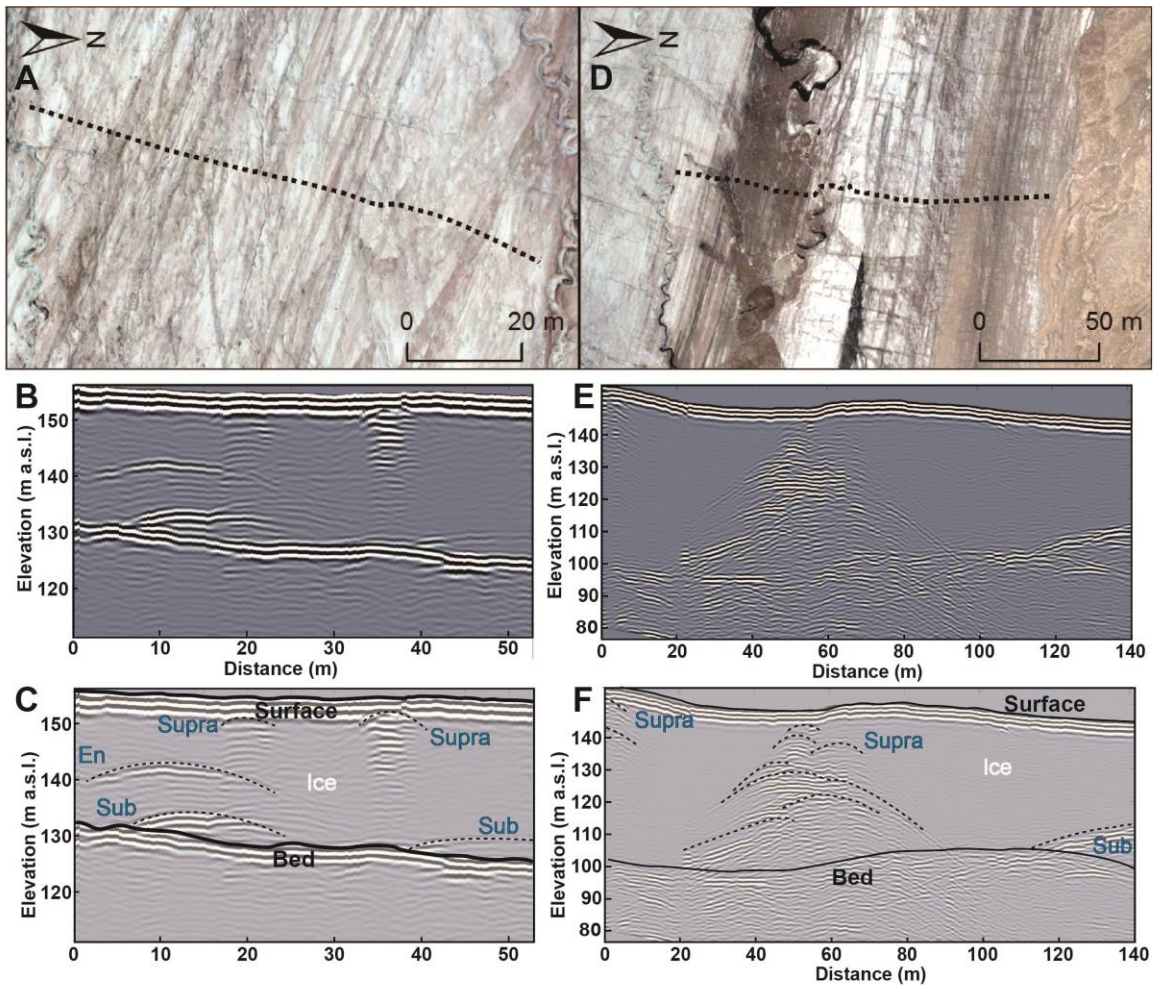 A
N
0
20 m
D
N
0
50 m
B
Elevation (m a.s.l.)
150
140
130
120
0
10
20
30
40
50
Distance (m)
E
Elevation (m a.s.l.)
140
130
120
110
100
90
80
0
20
40
60
80
100
120
140
C
Elevation (m a.s.l.)
150
140
130
120
Supra
Surface
Supra
En
Ice
Sub
Sub
Bed
0
10
20
30
40
50
Distance (m)
F
Elevation (m a.s.l.)
140
130
120
110
100
90
80
Supra
Surface
Supra
Ice
Sub
Bed
0
20
40
60
80
100
120
140
Distance (m)